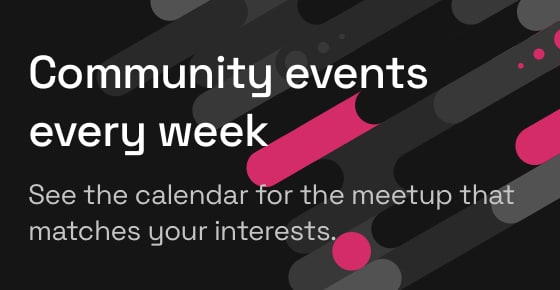 Community events
every week
See the calendar for the meetup that
matches your interests.